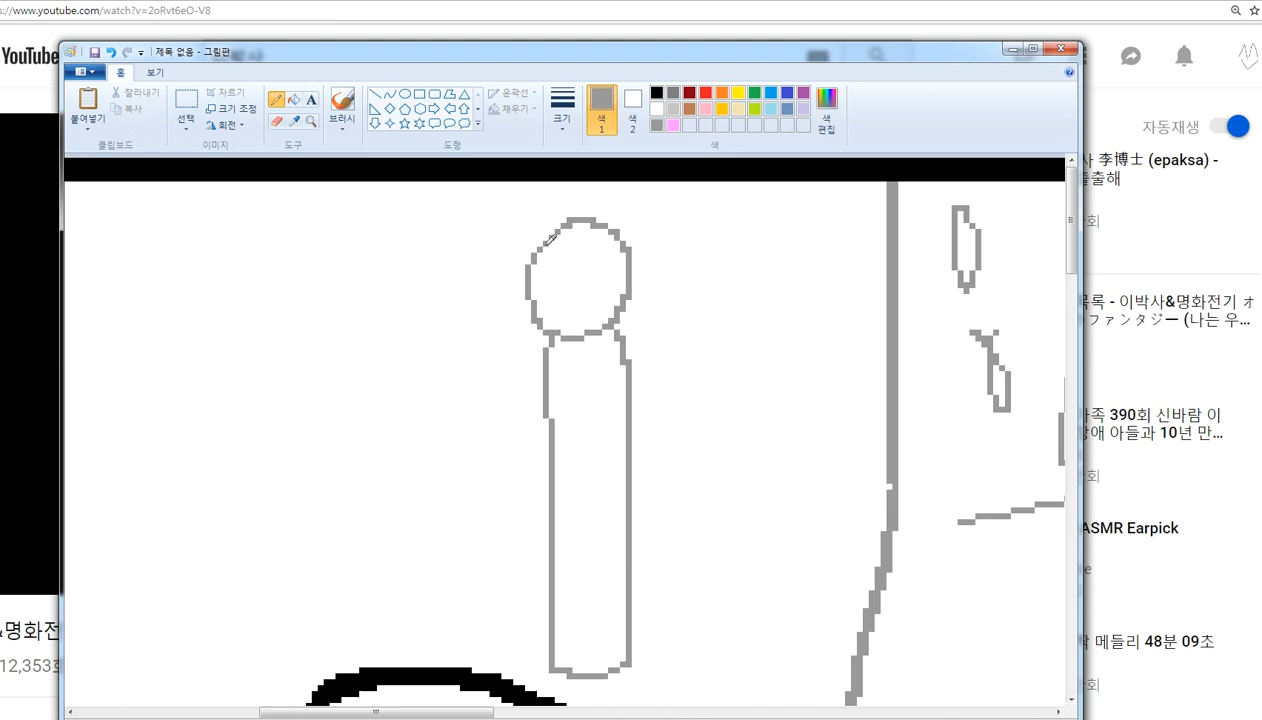 s://www.youtube.com/watch?v=2oRvt6eO-V8
YouTube
제목 없음 - 그림판
홈
보기
붙여넣기
잘라내기
복사
클립보드
선택
자르기
크기 조정
회전
이미지
A
도구
브러시
도형
윤곽선
채우기
크기
색
1
색
2
색
편집
색
자동재생
사 李博士 (epaksa) -
출해
록 - 이박사&명화전기 オ
ファンタジー (나는 우...
가족 390회 신바람 이
방애 아들과 10년 만...
ASMR Earpick
e
메들리 48분 09초
&명화전
12,353회